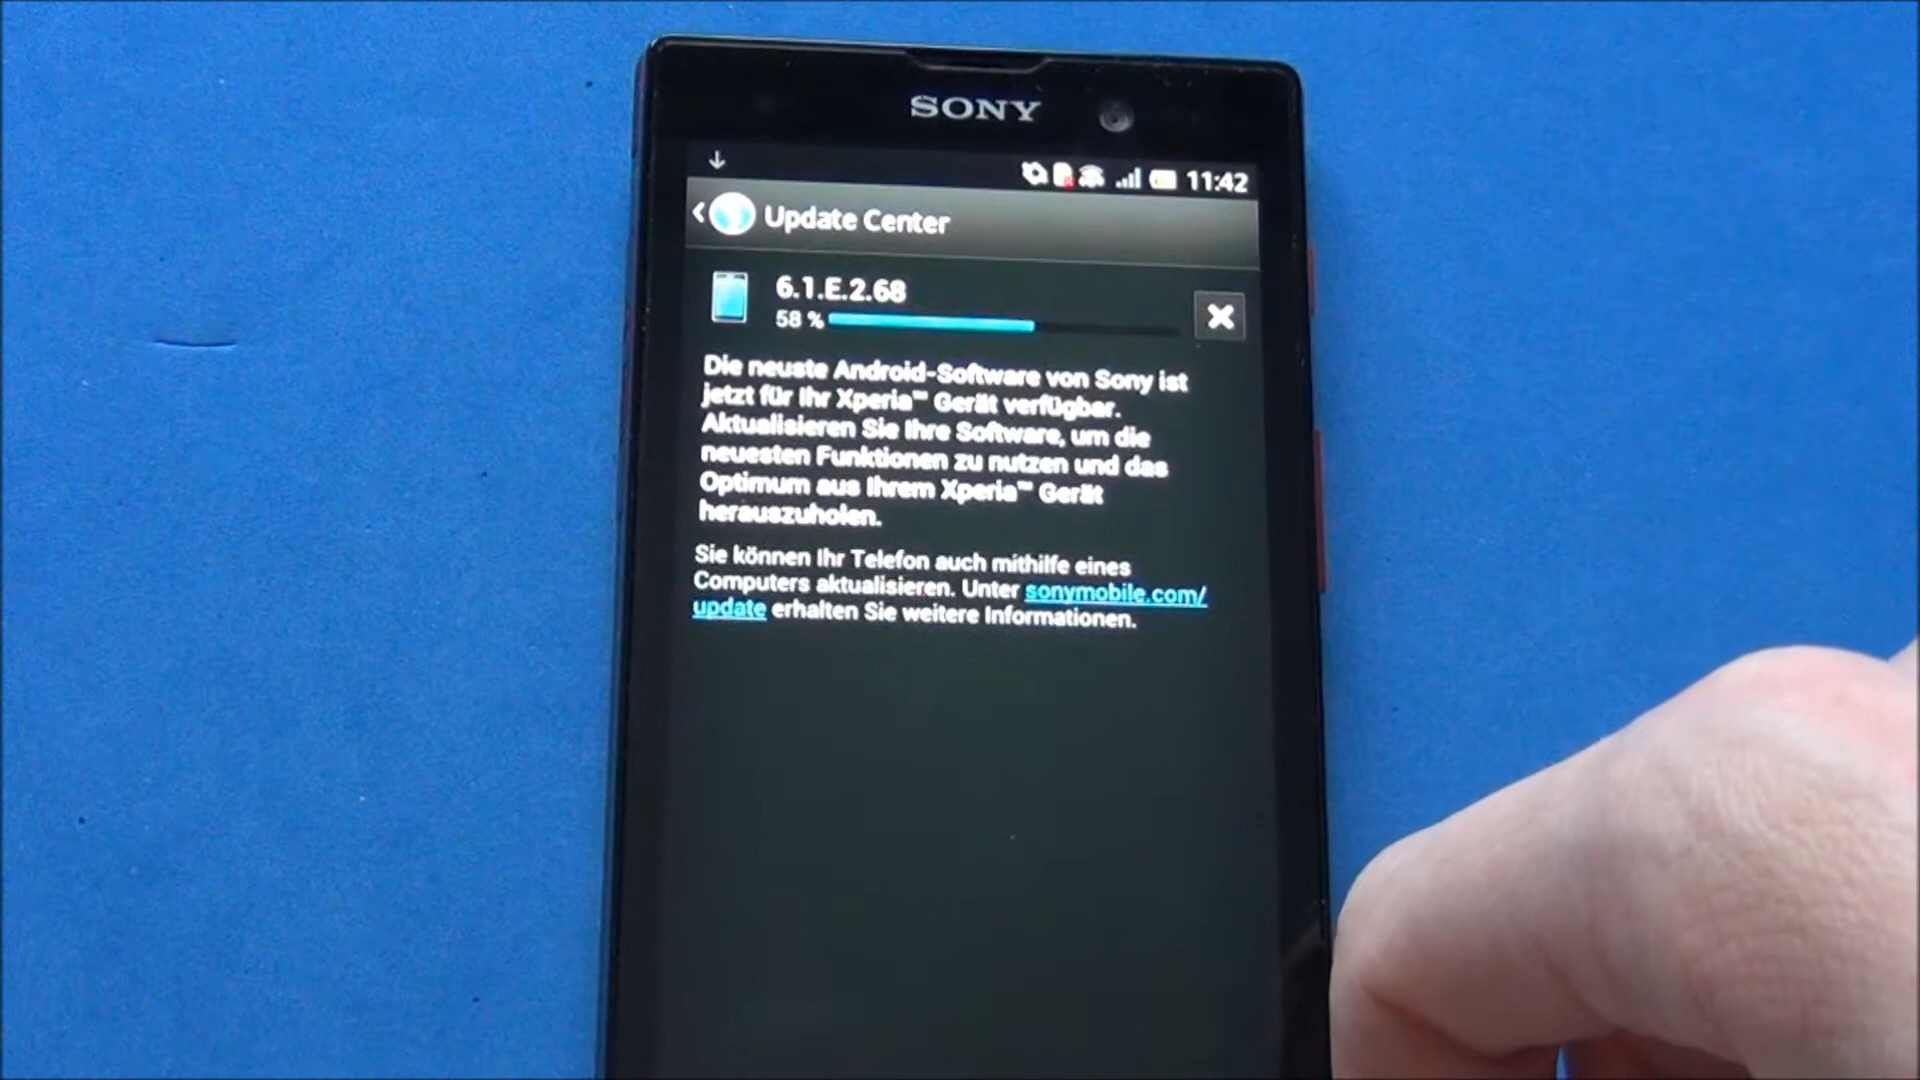 SONY
11:42
Update Center
6.1.E.2.68
58 %
Die neuste Android-Software von Sony ist
jetzt für Ihr Xperia™ Gerät verfügbar.
Aktualisieren Sie Ihre Software, um die
neuesten Funktionen zu nutzen und das
Optimum aus Ihrem Xperia™ Gerät
herauszuholen.
Sie können Ihr Telefon auch mithilfe eines
Computers aktualisieren. Unter sonymobile.com/
update erhalten Sie weitere Informationen.